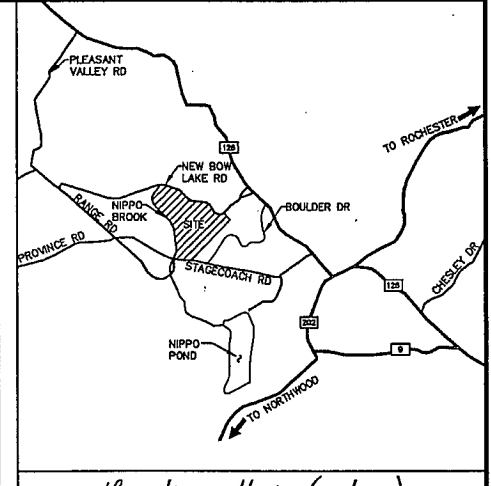 PLEASANT
VALLEY RD
TO ROCHESTER
126
NEW BOW
LAKE RD
NIPPO
BROOK
BOULDER DR
SITE
RANGE RD
PROVINCE RD
STAGECOACH RD
CHESLEY DR
126
202
9
NIPPO
POND
TO NORTHWOOD